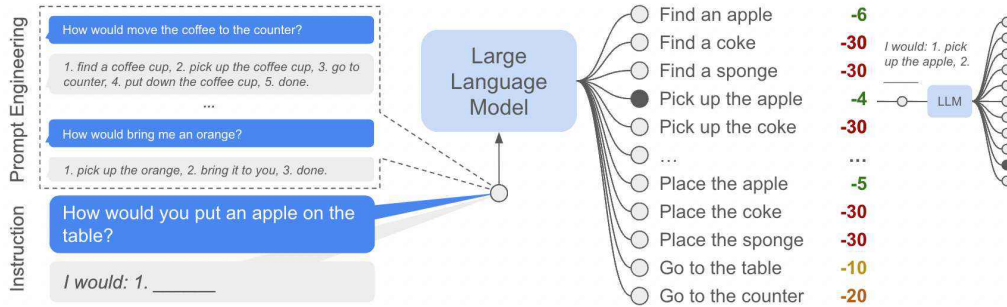 Prompt Engineering
How would move the coffee to the counter?
1. find a coffee cup, 2. pick up the coffee cup, 3. go to
counter, 4. put down the coffee cup, 5. done.
...
How would bring me an orange?
1. pick up the orange, 2. bring it to you, 3. done.
Instruction
How would you put an apple on the
table?
I would: 1. ______
Large
Language
Model
Find an apple -6
Find a coke -30
Find a sponge -30
Pick up the apple -4
Pick up the coke -30
... ...
Place the apple -5
Place the coke -30
Place the sponge -30
Go to the table -10
Go to the counter -20
I would: 1. pick
up the apple, 2.
_____
LLM